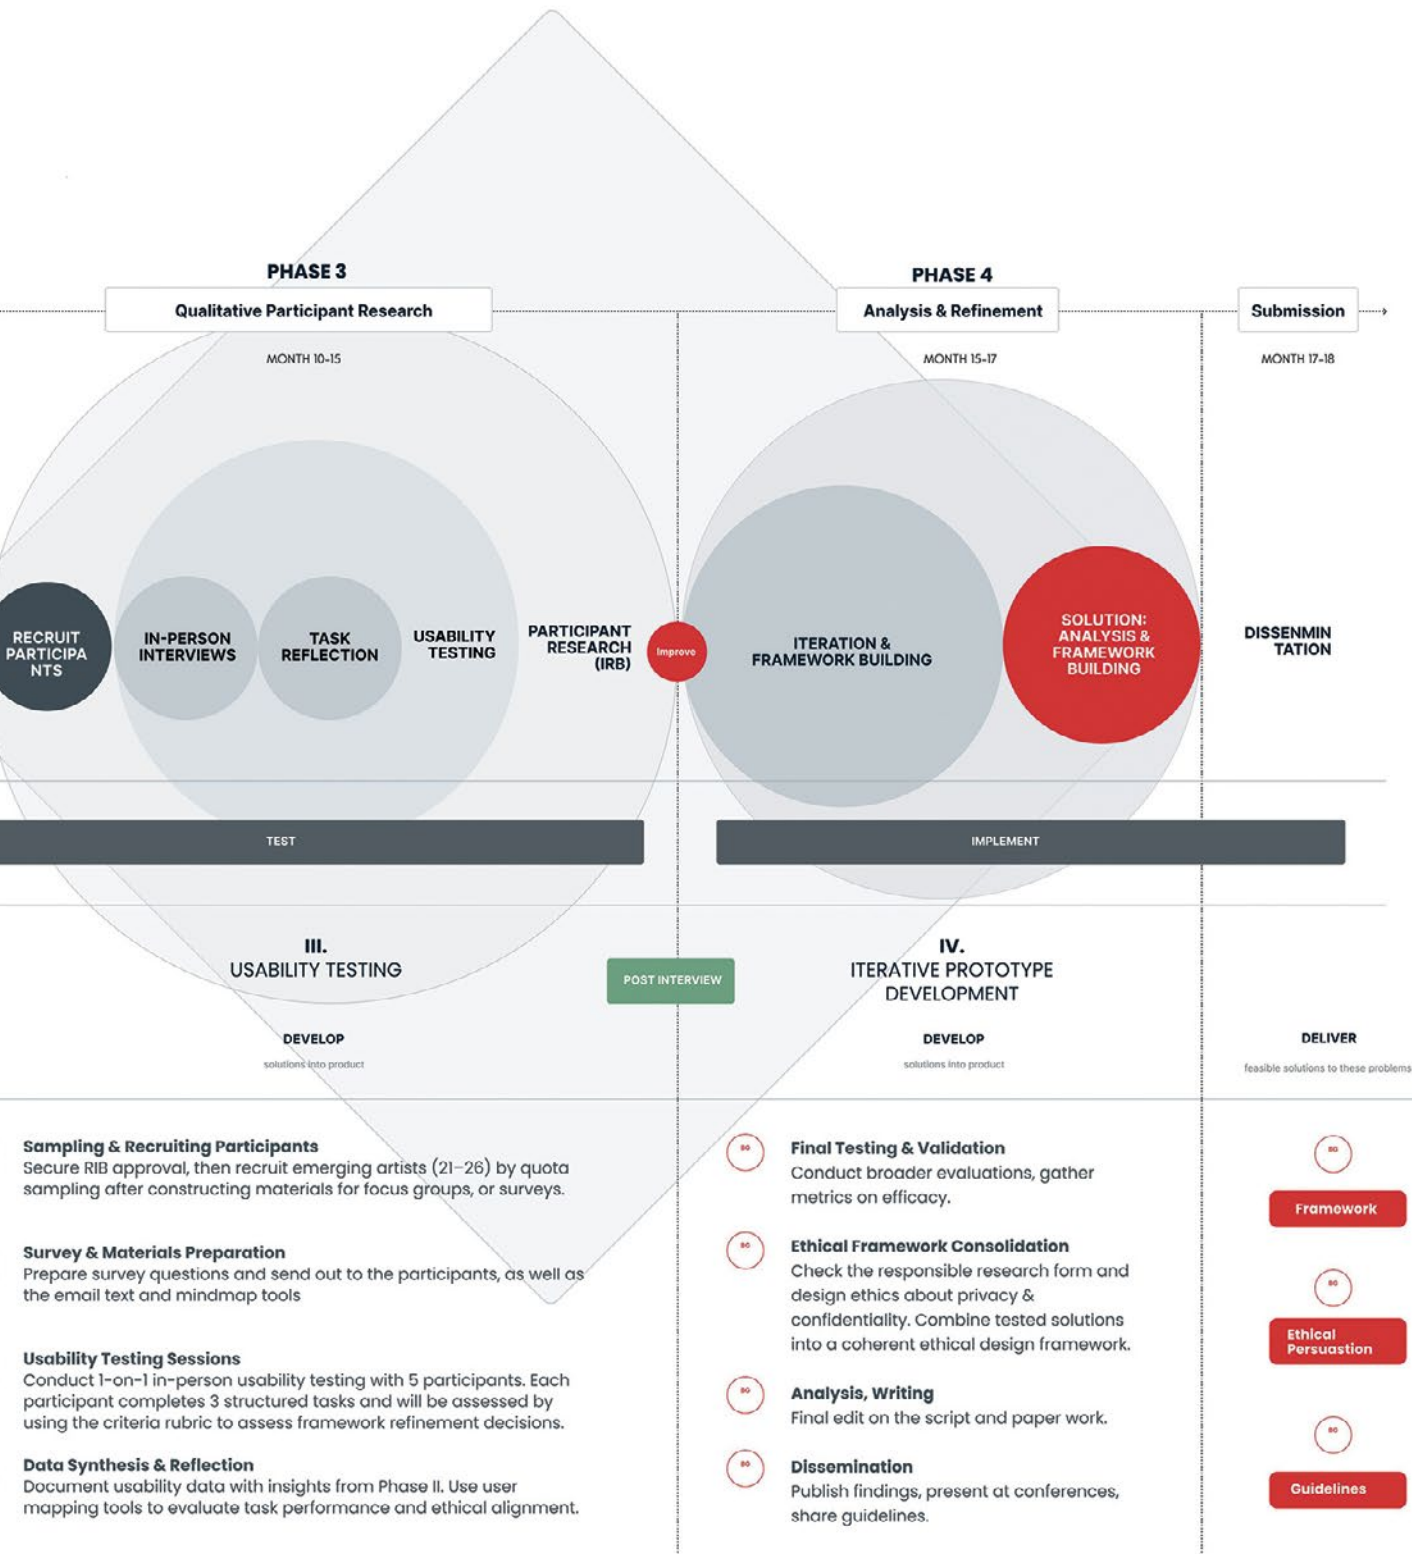 PHASE 3
Qualitative Participant Research
MONTH 10-15
PHASE 4
Analysis & Refinement
MONTH 15-17
Submission
MONTH 17-18
RECRUIT
PARTICIPA
NTS
IN-PERSON
INTERVIEWS
TASK
REFLECTION
USABILITY
TESTING
PARTICIPANT
RESEARCH
(IRB)
Improve
ITERATION &
FRAMEWORK BUILDING
SOLUTION:
ANALYSIS &
FRAMEWORK
BUILDING
DISSENMIN
TATION
TEST
IMPLEMENT
III.
USABILITY TESTING
POST INTERVIEW
IV.
ITERATIVE PROTOTYPE
DEVELOPMENT
DEVELOP
solutions into product
DEVELOP
solutions into product
DELIVER
feasible solutions to these problems
Sampling & Recruiting Participants
Secure RIB approval, then recruit emerging artists (21–26) by quota
sampling after constructing materials for focus groups, or surveys.
Survey & Materials Preparation
Prepare survey questions and send out to the participants, as well as
the email text and mindmap tools
Usability Testing Sessions
Conduct 1-on-1 in-person usability testing with 5 participants. Each
participant completes 3 structured tasks and will be assessed by
using the criteria rubric to assess framework refinement decisions.
Data Synthesis & Reflection
Document usability data with insights from Phase II. Use user
mapping tools to evaluate task performance and ethical alignment.
Final Testing & Validation
Conduct broader evaluations, gather
metrics on efficacy.
Ethical Framework Consolidation
Check the responsible research form and
design ethics about privacy &
confidentiality. Combine tested solutions
into a coherent ethical design framework.
Analysis, Writing
Final edit on the script and paper work.
Dissemination
Publish findings, present at conferences,
share guidelines.
Framework
Ethical
Persuastion
Guidelines